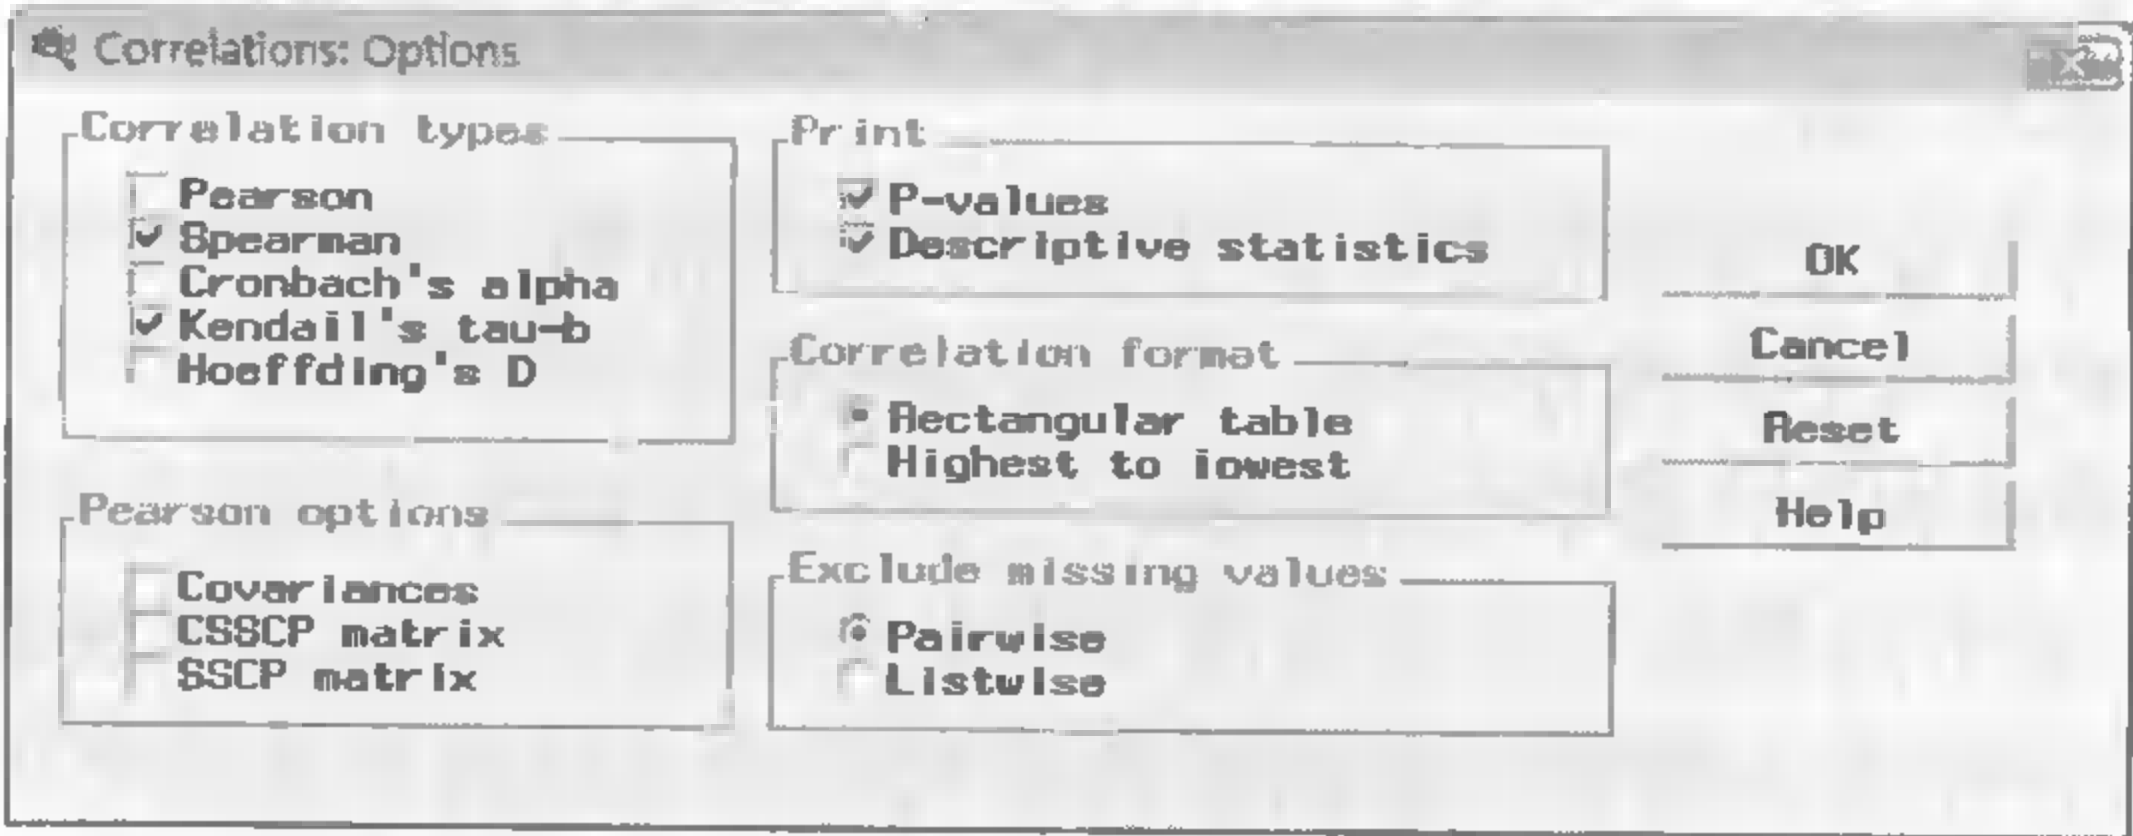 Correlations: Options
Correlation types
Pearson
Spearman
Cronbach's alpha
Kendall's tau-b
Hoeffding's D
Pearson options
Covariances
CSSCP matrix
SSCP matrix
Print
P-values
Descriptive statistics
Correlation format
Rectangular table
Highest to lowest
Exclude missing values
Pairwise
Listwise
OK
Cancel
Reset
Help